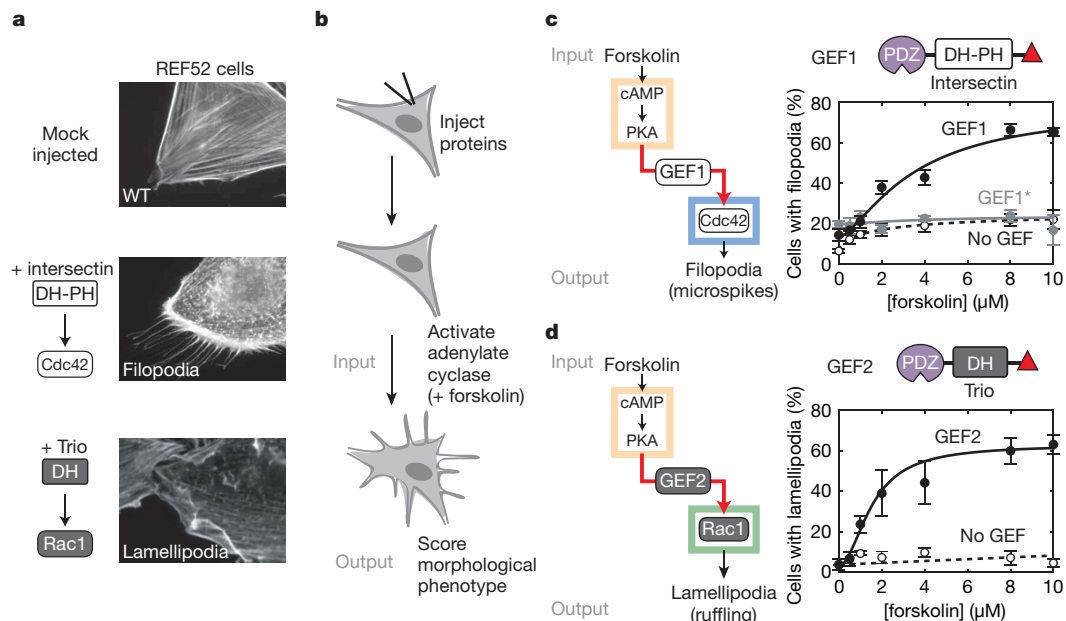 a
REF52 cells
Mock
injected
WT
+ intersectin
DH-PH
Cdc42
Filopodia
+ Trio
DH
Rac1
Lamellipodia
b
Inject
proteins
Input
Activate
adenylate
cyclase
(+ forskolin)
Output
Score
morphological
phenotype
c
Input
Forskolin
cAMP
PKA
GEF1
Cdc42
Output
Filopodia
(microspikes)
GEF1
PDZ
DH-PH
Intersectin
Cells with filopodia (%)
80
60
40
20
0
GEF1
GEF1*
No GEF
0 2 4 6 8 10
[forskolin] (µM)
d
Input
Forskolin
cAMP
PKA
GEF2
Rac1
Lamellipodia
(ruffling)
Output
GEF2
PDZ
DH
Trio
Cells with lamellipodia (%)
80
60
40
20
0
GEF2
No GEF
0 2 4 6 8 10
[forskolin] (µM)